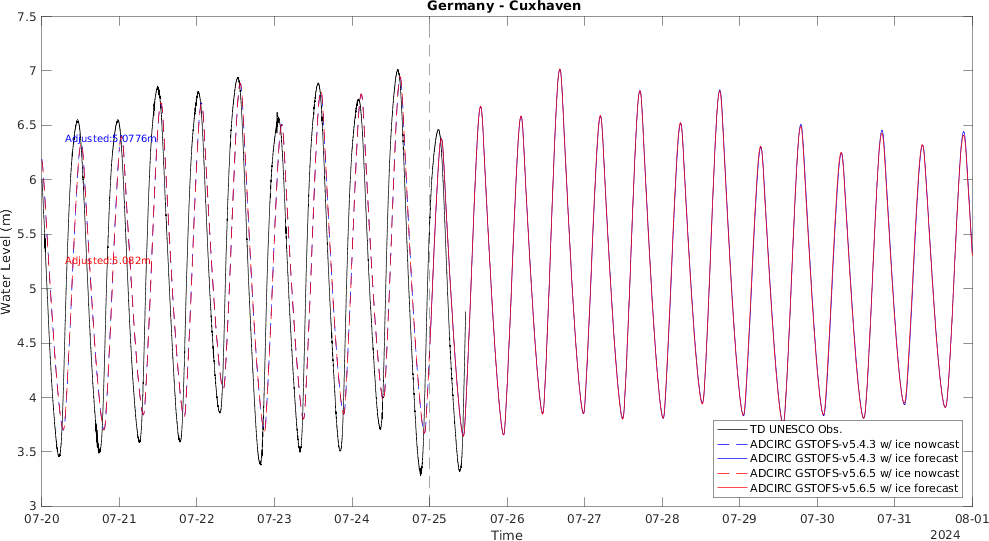 Germany - Cuxhaven
7.5
7
6.5
6
5.5
5
4.5
4
3.5
3
Water Level (m)
Adjusted:5.0776m
Adjusted:5.082m
TD UNESCO Obs.
ADCIRC GSTOFS-v5.4.3 w/ ice nowcast
ADCIRC GSTOFS-v5.4.3 w/ ice forecast
ADCIRC GSTOFS-v5.6.5 w/ ice nowcast
ADCIRC GSTOFS-v5.6.5 w/ ice forecast
07-20 07-21 07-22 07-23 07-24 07-25 07-26 07-27 07-28 07-29 07-30 07-31 08-01
Time
2024